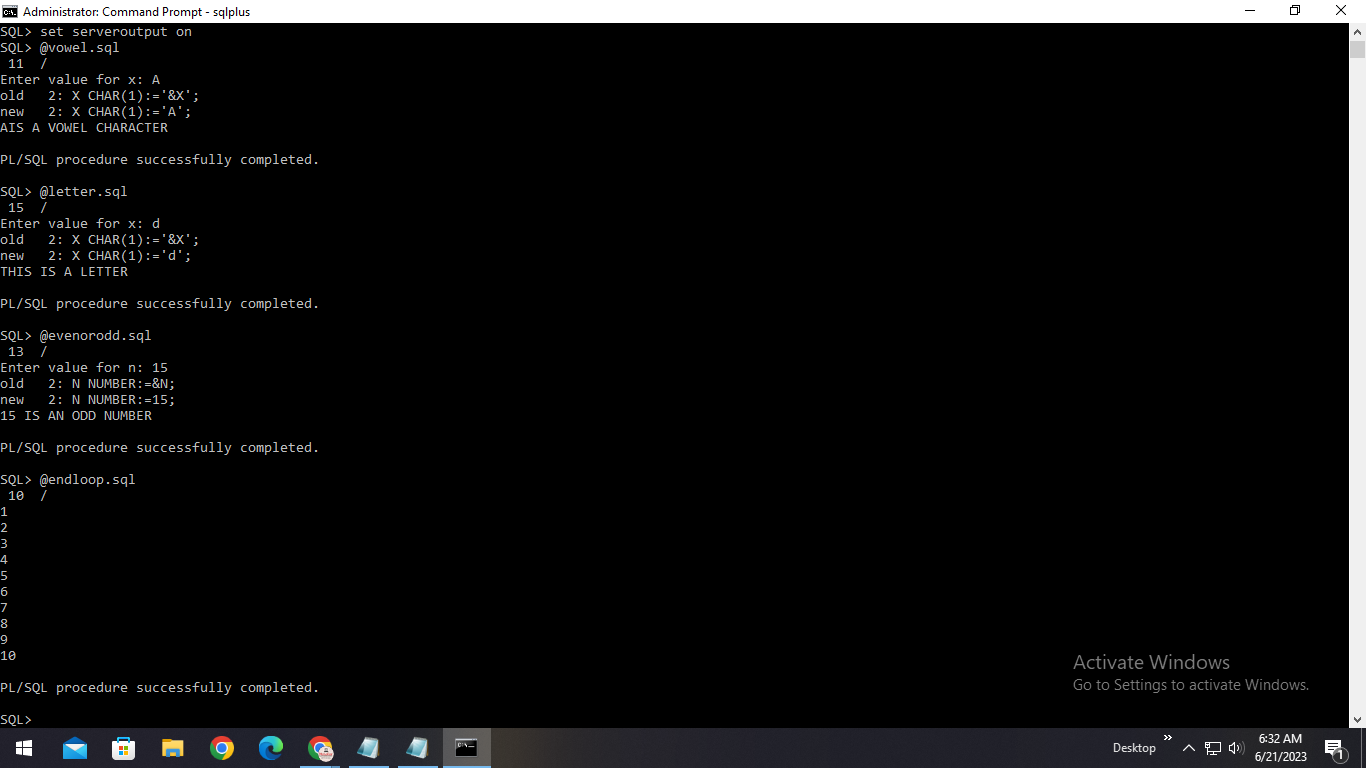 Administrator: Command Prompt - sqlplus
SQL> set serveroutput on
SQL> @vowel.sql
 11  /
Enter value for x: A
old   2: X CHAR(1):='&X';
new   2: X CHAR(1):='A';
AIS A VOWEL CHARACTER

PL/SQL procedure successfully completed.

SQL> @letter.sql
 15  /
Enter value for x: d
old   2: X CHAR(1):='&X';
new   2: X CHAR(1):='d';
THIS IS A LETTER

PL/SQL procedure successfully completed.

SQL> @evenorodd.sql
 13  /
Enter value for n: 15
old   2: N NUMBER:=&N;
new   2: N NUMBER:=15;
15 IS AN ODD NUMBER

PL/SQL procedure successfully completed.

SQL> @endloop.sql
 10  /
1
2
3
4
5
6
7
8
9
10

PL/SQL procedure successfully completed.

SQL>
Activate Windows
Go to Settings to activate Windows.
Desktop
6:32 AM
6/21/2023
1